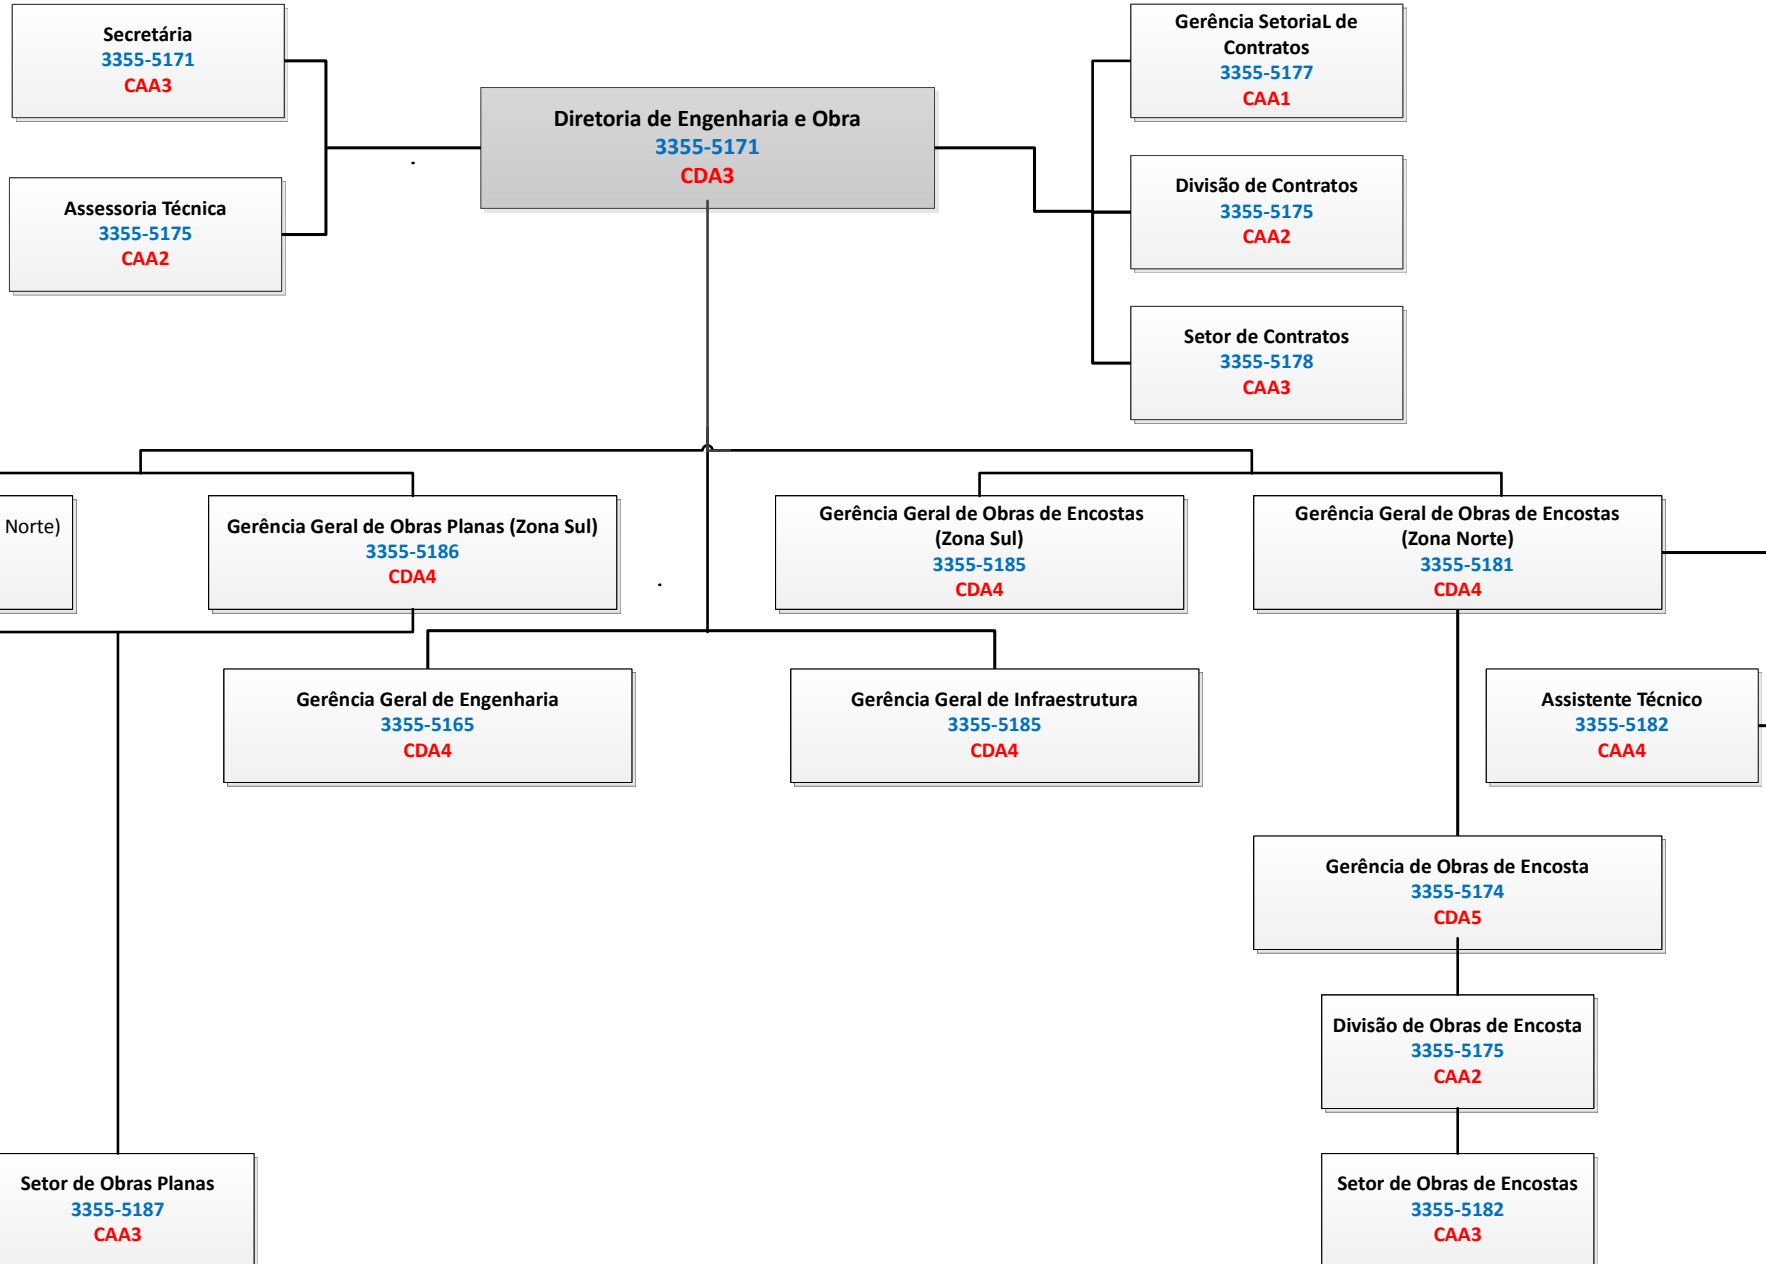 Secretária
3355-5171
CAA3
Gerência SetoriaL de
Contratos
3355-5177
CAA1
Diretoria de Engenharia e Obra
3355-5171
CDA3
Assessoria Técnica
3355-5175
CAA2
Divisão de Contratos
3355-5175
CAA2
Setor de Contratos
3355-5178
CAA3
Norte)
Gerência Geral de Obras Planas (Zona Sul)
3355-5186
CDA4
Gerência Geral de Obras de Encostas
(Zona Sul)
3355-5185
CDA4
Gerência Geral de Obras de Encostas
(Zona Norte)
3355-5181
CDA4
Gerência Geral de Engenharia
3355-5165
CDA4
Gerência Geral de Infraestrutura
3355-5185
CDA4
Assistente Técnico
3355-5182
CAA4
Gerência de Obras de Encosta
3355-5174
CDA5
Divisão de Obras de Encosta
3355-5175
CAA2
Setor de Obras Planas
3355-5187
CAA3
Setor de Obras de Encostas
3355-5182
CAA3